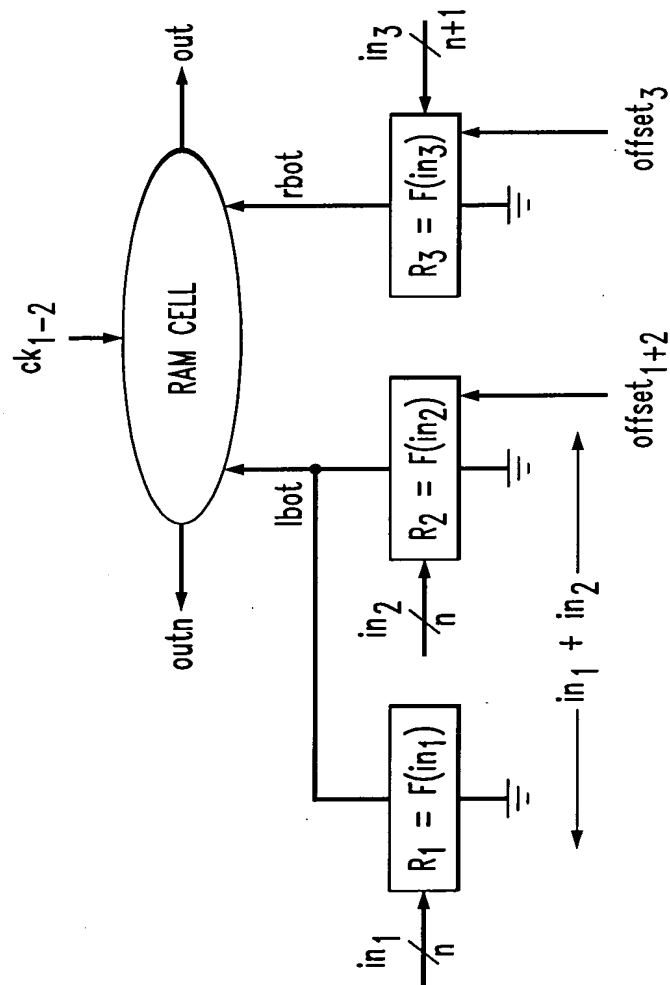 ck₁₋₂
outn
RAM CELL
out
lbot
rbot
in₁
n
R₁ = F(in₁)
in₂
n
R₂ = F(in₂)
R₃ = F(in₃)
in₃
n+1
in₁ + in₂
offset₁₊₂
offset₃